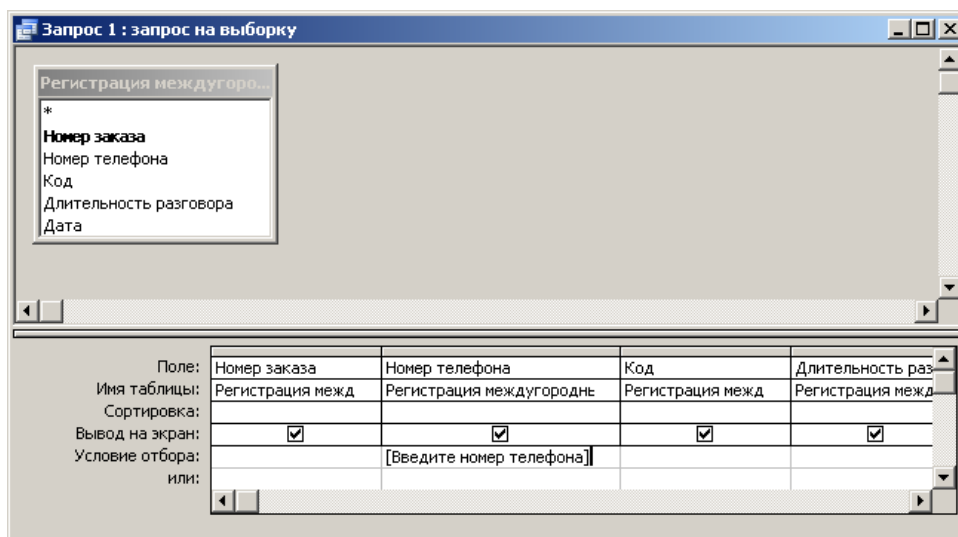 Запрос 1 : запрос на выборку
Регистрация междугоро...
*
Номер заказа
Номер телефона
Код
Длительность разговора
Дата
Поле: Номер заказа Номер телефона Код Длительность раз
Имя таблицы: Регистрация межд Регистрация междугородне Регистрация межд Регистрация межд
Сортировка:
Вывод на экран:
Условие отбора: [Введите номер телефона]
или: